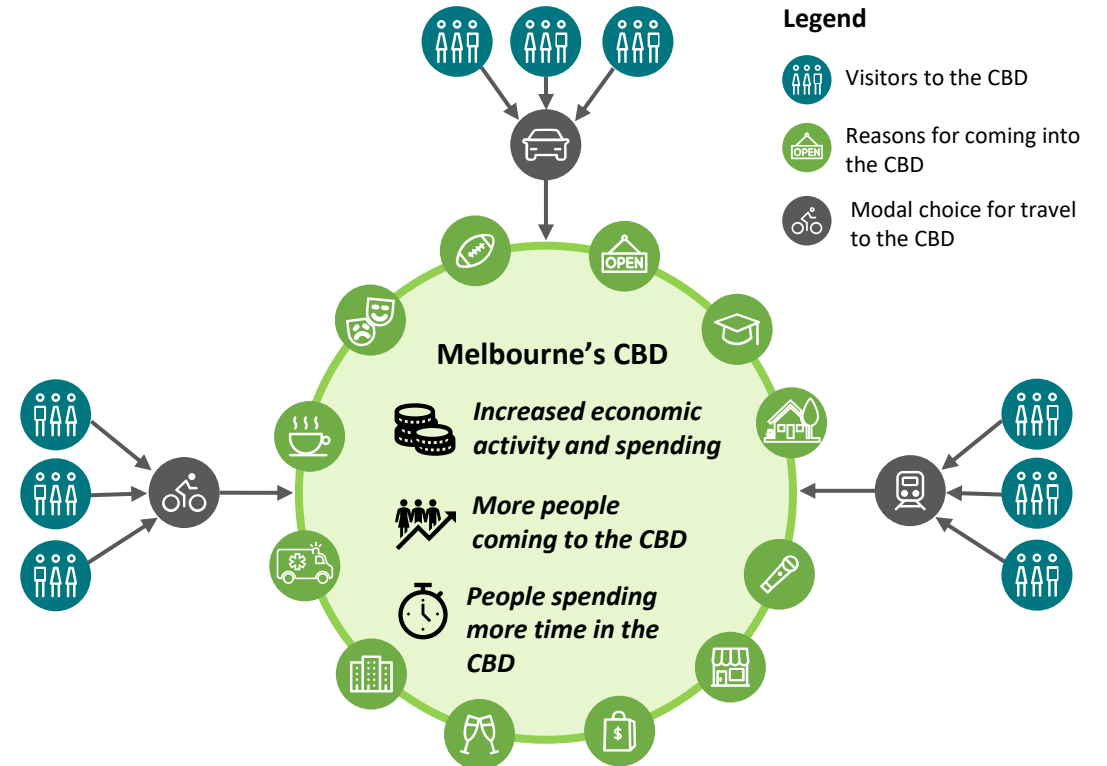 Legend
Visitors to the CBD
Reasons for coming into
the CBD
Modal choice for travel
to the CBD
OPEN
OPEN
Melbourne’s CBD
Increased economic
activity and spending
More people
coming to the CBD
People spending
more time in the
CBD
$